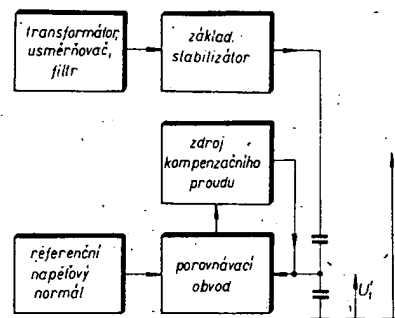 transformátor,
usměrňovač,
filtr
základ.
stabilizátor
zdroj
kompenzačního
proudu
referenční
napěťový
normál
porovnávací
obvod
U₁'